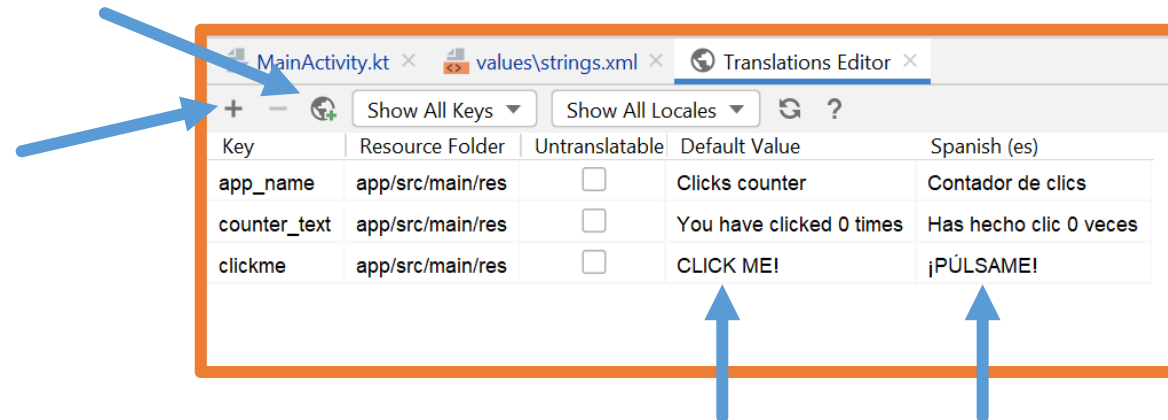 MainActivity.kt values\strings.xml Translations Editor
Show All Keys Show All Locales ?
Key Resource Folder Untranslatable Default Value Spanish (es)
app_name app/src/main/res Clicks counter Contador de clics
counter_text app/src/main/res You have clicked 0 times Has hecho clic 0 veces
clickme app/src/main/res CLICK ME! ¡PÚLSAME!